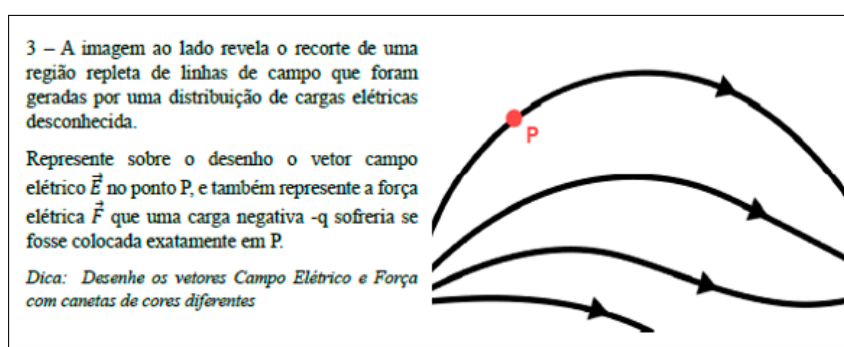 3 – A imagem ao lado revela o recorte de uma
região repleta de linhas de campo que foram
geradas por uma distribuição de cargas elétricas
desconhecida.
Represente sobre o desenho o vetor campo
elétrico \(\vec{E}\) no ponto P, e também represente a força
elétrica \(\vec{F}\) que uma carga negativa -q sofreria se
fosse colocada exatamente em P.
Dica: Desenhe os vetores Campo Elétrico e Força
com canetas de cores diferentes
P